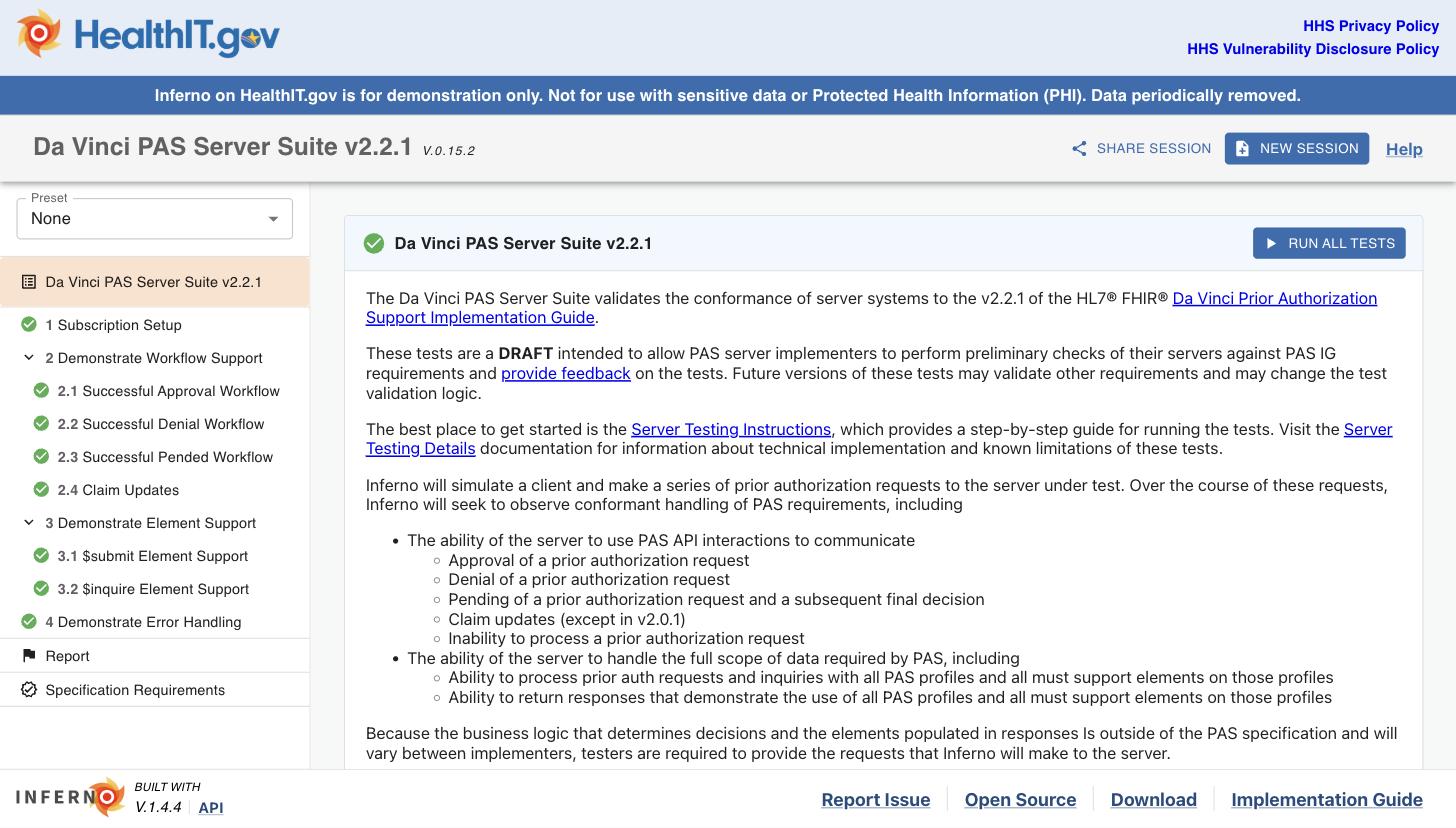 HealthIT.gov
HHS Privacy Policy
HHS Vulnerability Disclosure Policy
Inferno on HealthIT.gov is for demonstration only. Not for use with sensitive data or Protected Health Information (PHI). Data periodically removed.
Da Vinci PAS Server Suite v2.2.1 V.0.15.2
SHARE SESSION
NEW SESSION
Help
Preset
None
Da Vinci PAS Server Suite v2.2.1
1 Subscription Setup
2 Demonstrate Workflow Support
2.1 Successful Approval Workflow
2.2 Successful Denial Workflow
2.3 Successful Pended Workflow
2.4 Claim Updates
3 Demonstrate Element Support
3.1 $submit Element Support
3.2 $inquire Element Support
4 Demonstrate Error Handling
Report
Specification Requirements
Da Vinci PAS Server Suite v2.2.1
RUN ALL TESTS
The Da Vinci PAS Server Suite validates the conformance of server systems to the v2.2.1 of the HL7® FHIR® Da Vinci Prior Authorization
Support Implementation Guide.
These tests are a DRAFT intended to allow PAS server implementers to perform preliminary checks of their servers against PAS IG
requirements and provide feedback on the tests. Future versions of these tests may validate other requirements and may change the test
validation logic.
The best place to get started is the Server Testing Instructions, which provides a step-by-step guide for running the tests. Visit the Server
Testing Details documentation for information about technical implementation and known limitations of these tests.
Inferno will simulate a client and make a series of prior authorization requests to the server under test. Over the course of these requests,
Inferno will seek to observe conformant handling of PAS requirements, including
• The ability of the server to use PAS API interactions to communicate
◦ Approval of a prior authorization request
◦ Denial of a prior authorization request
◦ Pending of a prior authorization request and a subsequent final decision
◦ Claim updates (except in v2.0.1)
◦ Inability to process a prior authorization request
• The ability of the server to handle the full scope of data required by PAS, including
◦ Ability to process prior auth requests and inquiries with all PAS profiles and all must support elements on those profiles
◦ Ability to return responses that demonstrate the use of all PAS profiles and all must support elements on those profiles
Because the business logic that determines decisions and the elements populated in responses Is outside of the PAS specification and will
vary between implementers, testers are required to provide the requests that Inferno will make to the server.
INFERNO
BUILT WITH
V.1.4.4
API
Report Issue
Open Source
Download
Implementation Guide